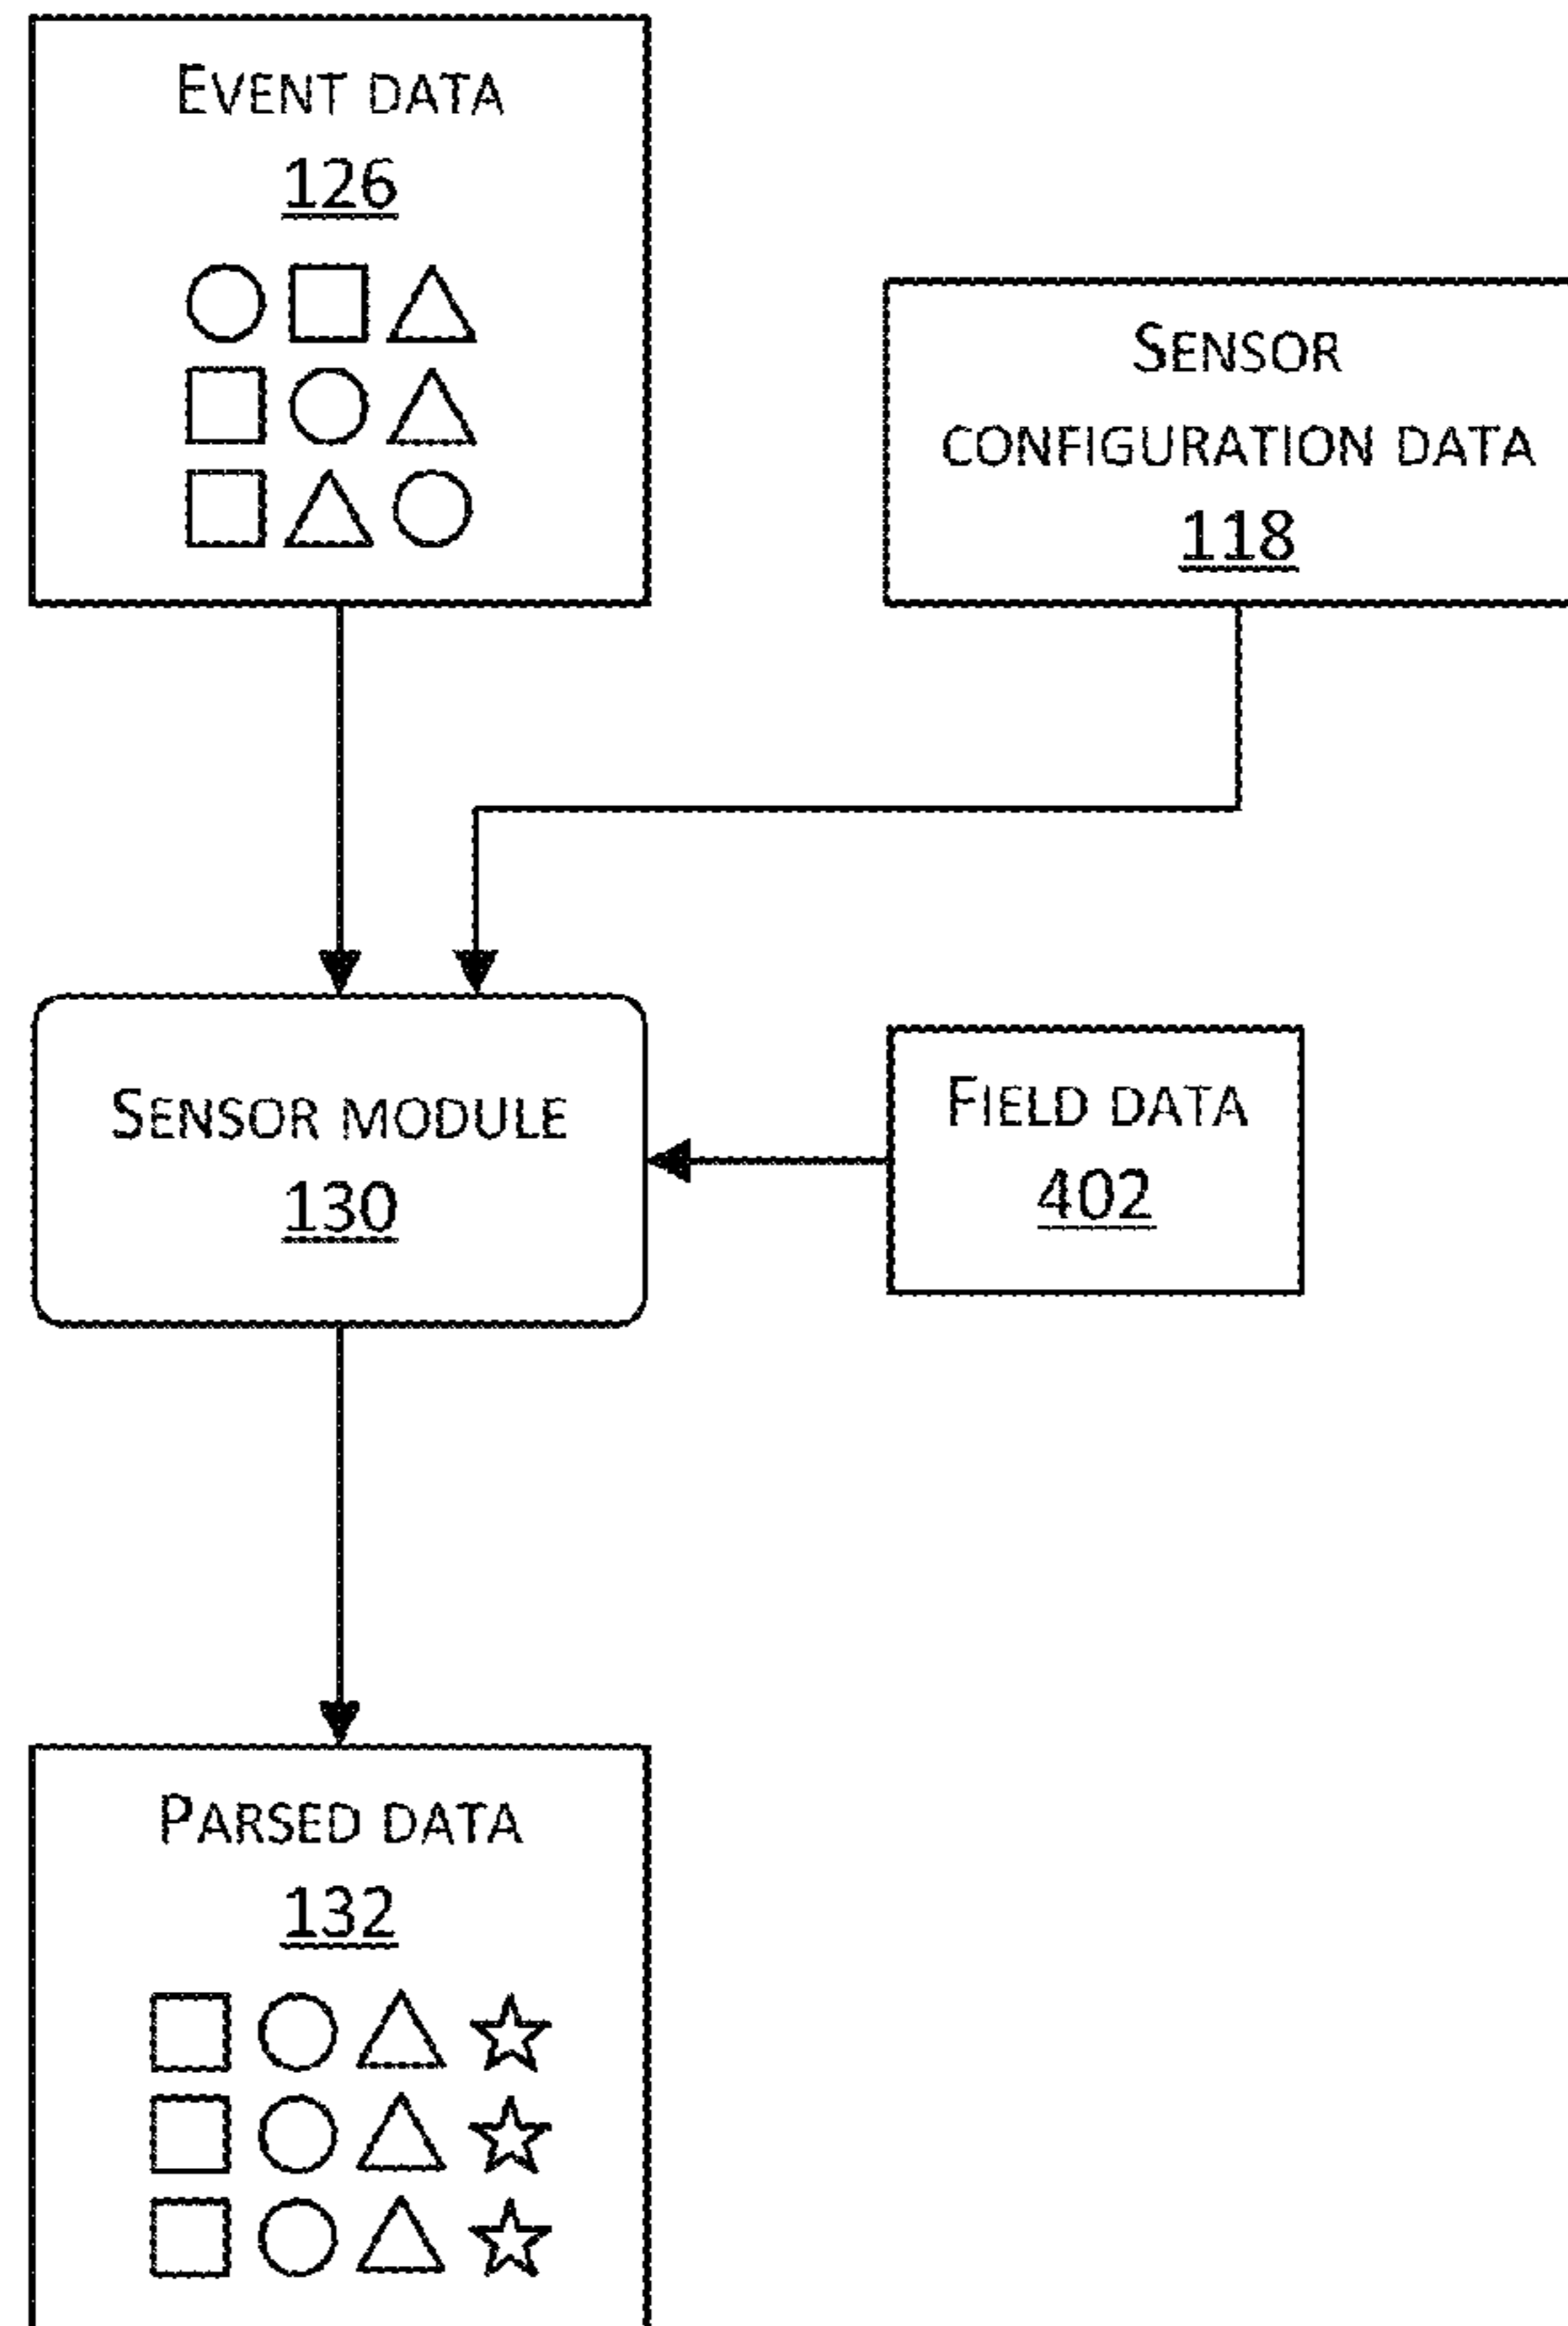 EVENT DATA
126
SENSOR
CONFIGURATION DATA
118
SENSOR MODULE
130
FIELD DATA
402
PARSED DATA
132